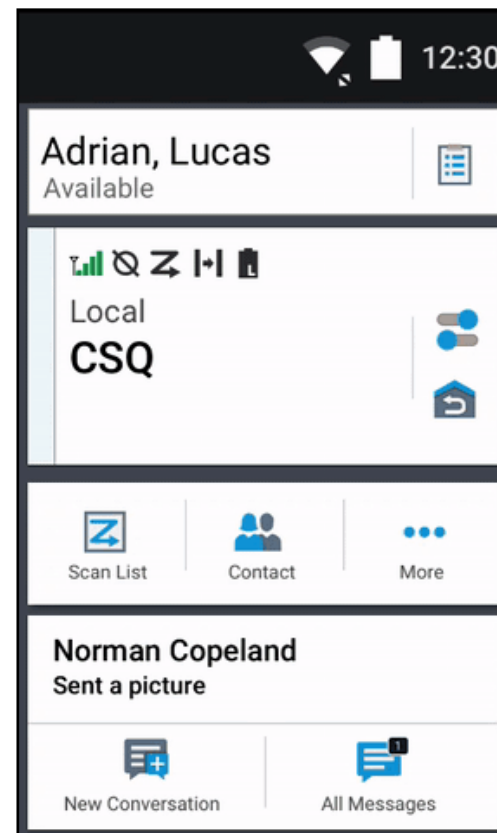 12:30
Adrian, Lucas
Available
L
Local
CSQ
Scan List
Contact
More
Norman Copeland
Sent a picture
1
New Conversation
All Messages